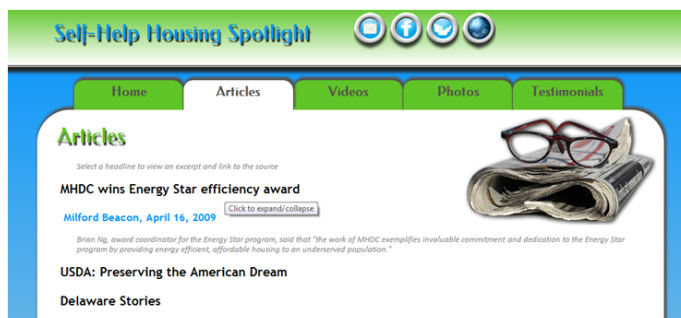 Self-Help Housing Spotlight
Home Articles Videos Photos Testimonials
Articles
Select a headline to view an excerpt and link to the source
MHDC wins Energy Star efficiency award
Click to expand/collapse
Milford Beacon, April 16, 2009
Brian Ng, award coordinator for the Energy Star program, said that "the work of MHDC exemplifies invaluable commitment and dedication to the Energy Star
program by providing energy efficient, affordable housing to an underserved population."
USDA: Preserving the American Dream
Delaware Stories